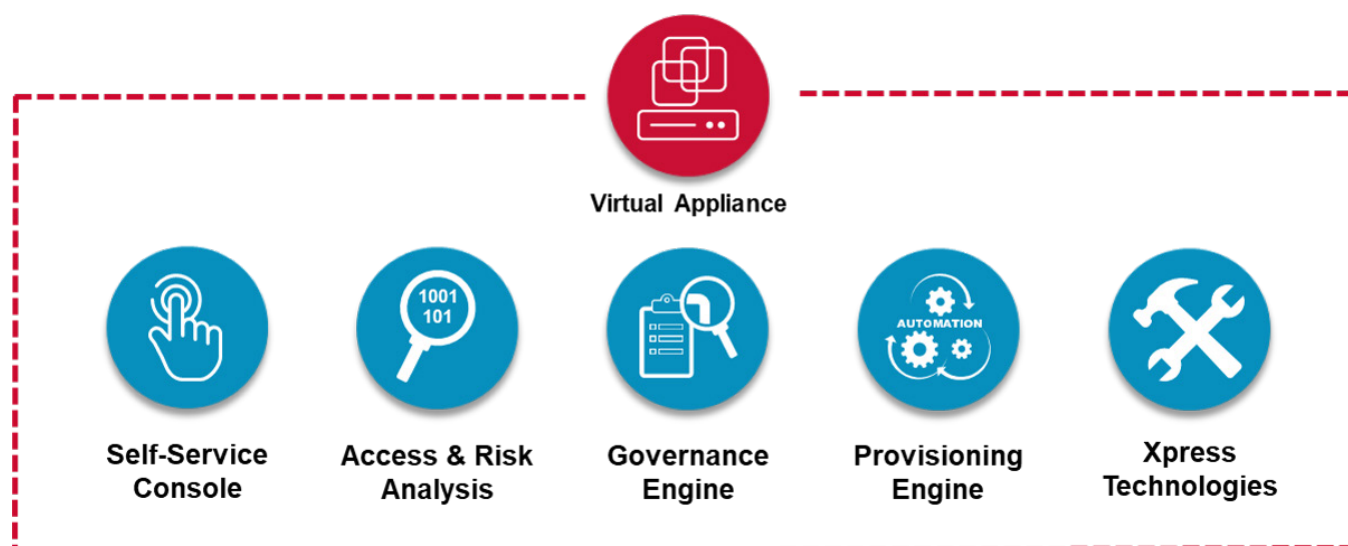 Virtual Appliance
1001
101
AUTOMATION
Self-Service
Console
Access & Risk
Analysis
Governance
Engine
Provisioning
Engine
Xpress
Technologies